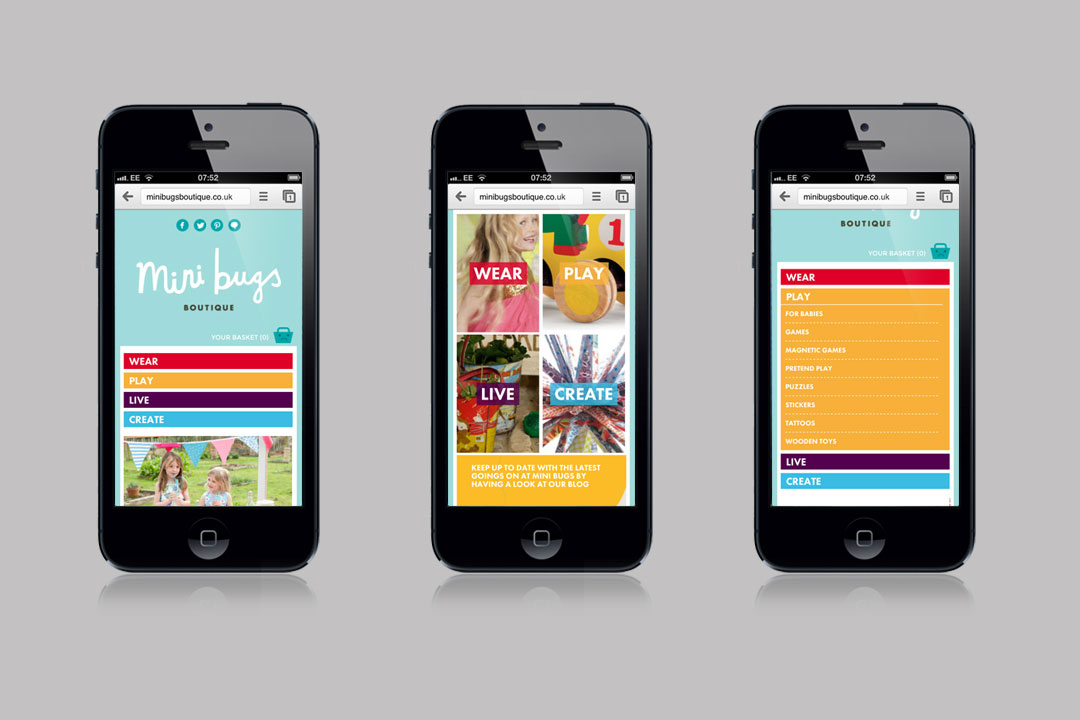 EE 07:52
minibugsboutique.co.uk 1
Mini bugs
BOUTIQUE
YOUR BASKET (0)
WEAR
PLAY
LIVE
CREATE
EE 07:52
minibugsboutique.co.uk 1
1
WEAR PLAY
LIVE CREATE
KEEP UP TO DATE WITH THE LATEST
GOINGS ON AT MINI BUGS BY
HAVING A LOOK AT OUR BLOG
EE 07:52
minibugsboutique.co.uk 1
BOUTIQUE
YOUR BASKET (0)
WEAR
PLAY
FOR BABIES
GAMES
MAGNETIC GAMES
PRETEND PLAY
PUZZLES
STICKERS
TATTOOS
WOODEN TOYS
LIVE
CREATE